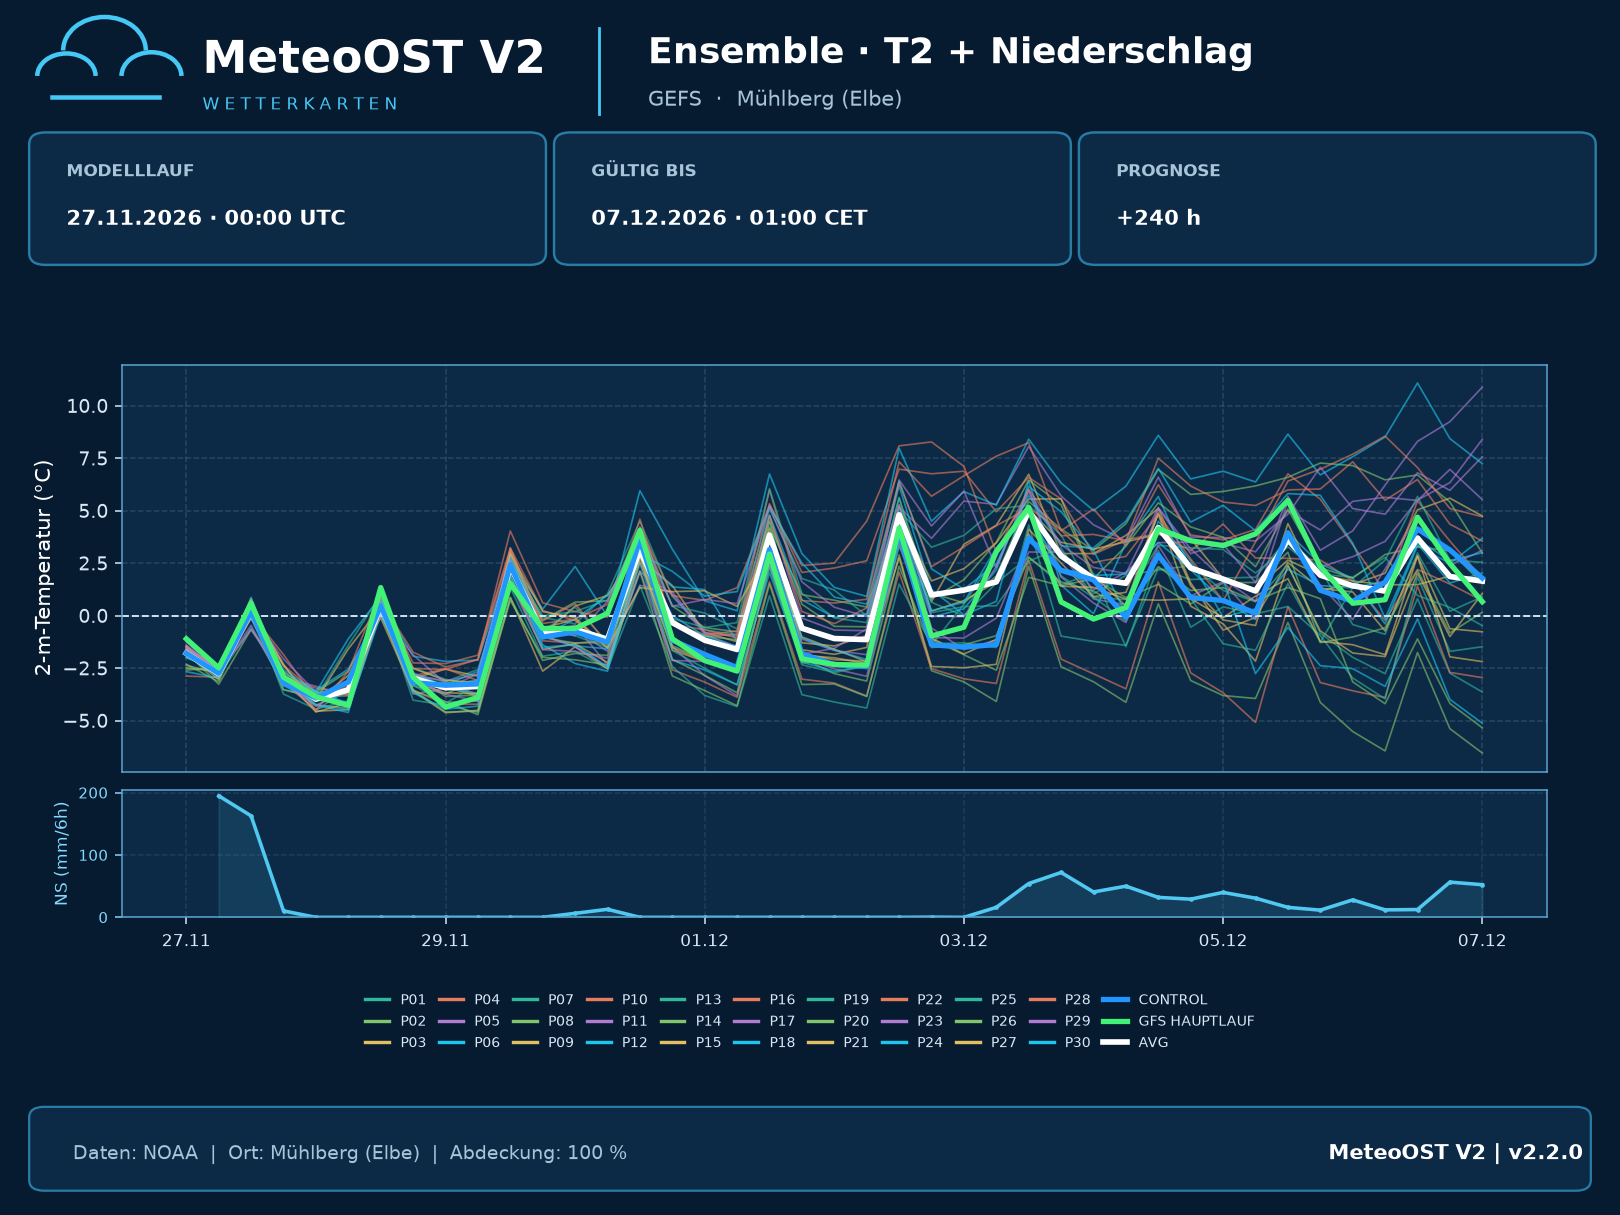 MeteoOST V2
WETTERKARTEN
Ensemble · T2 + Niederschlag
GEFS · Mühlberg (Elbe)
MODELLLAUF
27.11.2026 · 00:00 UTC
GÜLTIG BIS
07.12.2026 · 01:00 CET
PROGNOSE
+240 h
2-m-Temperatur (°C)
10.0
7.5
5.0
2.5
0.0
−2.5
−5.0
NS (mm/6h)
200
100
0
27.11 29.11 01.12 03.12 05.12 07.12
P01 P04 P07 P10 P13 P16 P19 P22 P25 P28 CONTROL
P02 P05 P08 P11 P14 P17 P20 P23 P26 P29 GFS HAUPTLAUF
P03 P06 P09 P12 P15 P18 P21 P24 P27 P30 AVG
Daten: NOAA | Ort: Mühlberg (Elbe) | Abdeckung: 100 %
MeteoOST V2 | v2.2.0